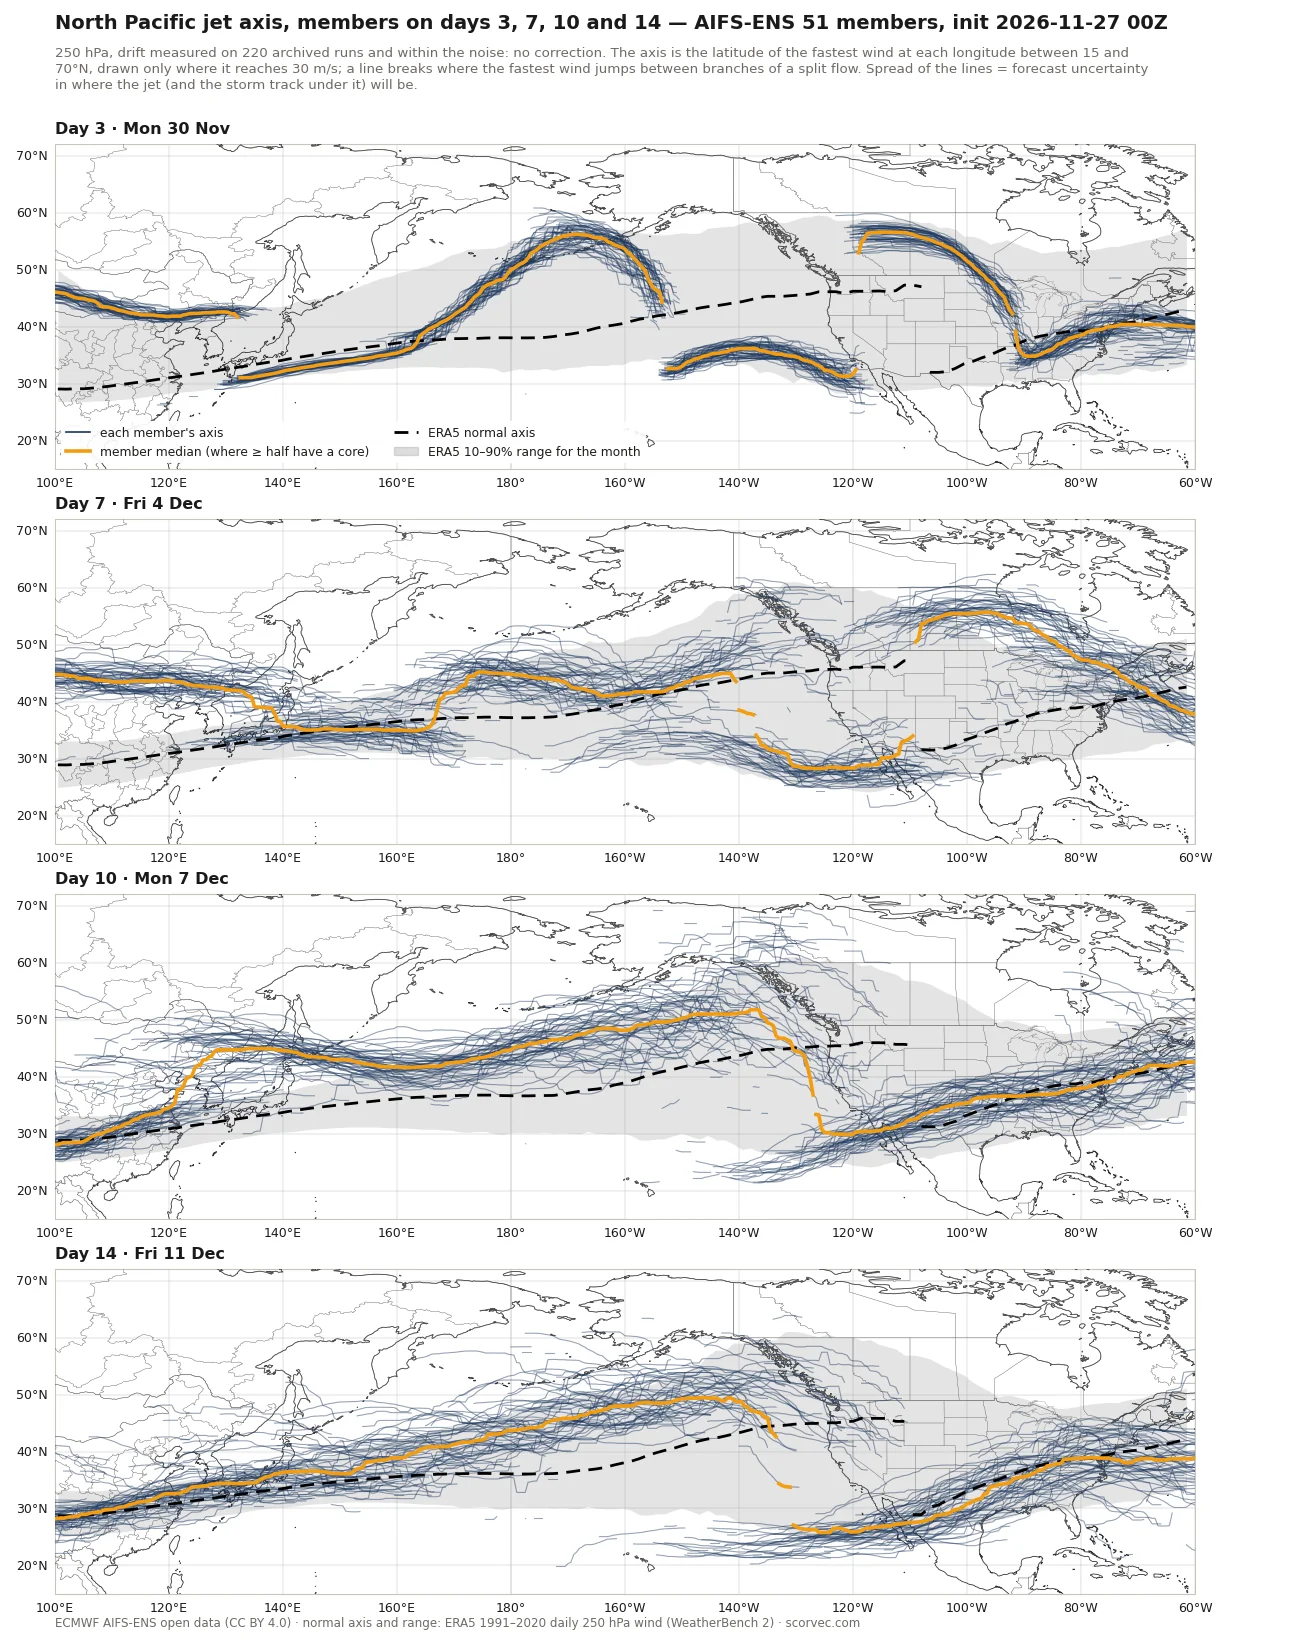 North Pacific jet axis, members on days 3, 7, 10 and 14 — AIFS-ENS 51 members, init 2026-11-27 00Z
250 hPa, drift measured on 220 archived runs and within the noise: no correction. The axis is the latitude of the fastest wind at each longitude between 15 and
70°N, drawn only where it reaches 30 m/s; a line breaks where the fastest wind jumps between branches of a split flow. Spread of the lines = forecast uncertainty
in where the jet (and the storm track under it) will be.
Day 3 · Mon 30 Nov
70°N
60°N
50°N
40°N
30°N
20°N
each member's axis
member median (where ≥ half have a core)
ERA5 normal axis
ERA5 10–90% range for the month
100°E 120°E 140°E 160°E 180° 160°W 140°W 120°W 100°W 80°W 60°W
Day 7 · Fri 4 Dec
70°N
60°N
50°N
40°N
30°N
20°N
100°E 120°E 140°E 160°E 180° 160°W 140°W 120°W 100°W 80°W 60°W
Day 10 · Mon 7 Dec
70°N
60°N
50°N
40°N
30°N
20°N
100°E 120°E 140°E 160°E 180° 160°W 140°W 120°W 100°W 80°W 60°W
Day 14 · Fri 11 Dec
70°N
60°N
50°N
40°N
30°N
20°N
100°E 120°E 140°E 160°E 180° 160°W 140°W 120°W 100°W 80°W 60°W
ECMWF AIFS-ENS open data (CC BY 4.0) · normal axis and range: ERA5 1991–2020 daily 250 hPa wind (WeatherBench 2) · scorvec.com